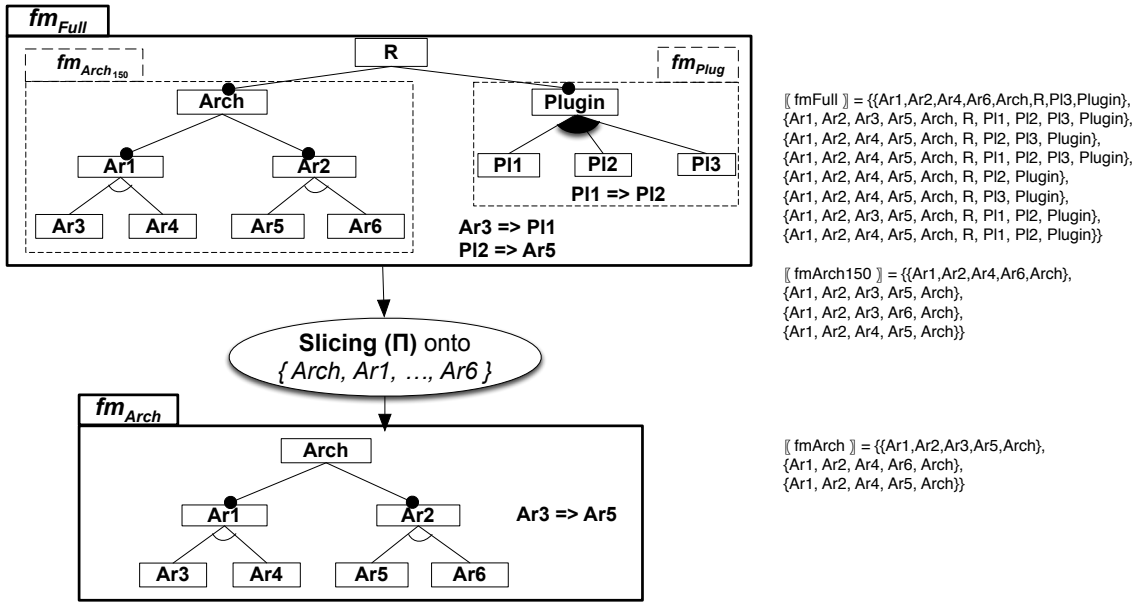 fmFull
R
fmArch150
fmPlug
Arch
Plugin
Ar1
Ar2
Pl1
Pl2
Pl3
Pl1 => Pl2
Ar3
Ar4
Ar5
Ar6
Ar3 => Pl1
Pl2 => Ar5
Slicing (Π) onto
{ Arch, Ar1, ..., Ar6 }
fmArch
Arch
Ar1
Ar2
Ar3 => Ar5
Ar3
Ar4
Ar5
Ar6
⟦ fmFull ⟧ = {{Ar1,Ar2,Ar4,Ar6,Arch,R,Pl3,Plugin},
{Ar1, Ar2, Ar3, Ar5, Arch, R, Pl1, Pl2, Pl3, Plugin},
{Ar1, Ar2, Ar4, Ar5, Arch, R, Pl2, Pl3, Plugin},
{Ar1, Ar2, Ar4, Ar5, Arch, R, Pl1, Pl2, Pl3, Plugin},
{Ar1, Ar2, Ar4, Ar5, Arch, R, Pl2, Plugin},
{Ar1, Ar2, Ar4, Ar5, Arch, R, Pl3, Plugin},
{Ar1, Ar2, Ar3, Ar5, Arch, R, Pl1, Pl2, Plugin},
{Ar1, Ar2, Ar4, Ar5, Arch, R, Pl1, Pl2, Plugin}}
⟦ fmArch150 ⟧ = {{Ar1,Ar2,Ar4,Ar6,Arch},
{Ar1, Ar2, Ar3, Ar5, Arch},
{Ar1, Ar2, Ar3, Ar6, Arch},
{Ar1, Ar2, Ar4, Ar5, Arch}}
⟦ fmArch ⟧ = {{Ar1,Ar2,Ar3,Ar5,Arch},
{Ar1, Ar2, Ar4, Ar6, Arch},
{Ar1, Ar2, Ar4, Ar5, Arch}}